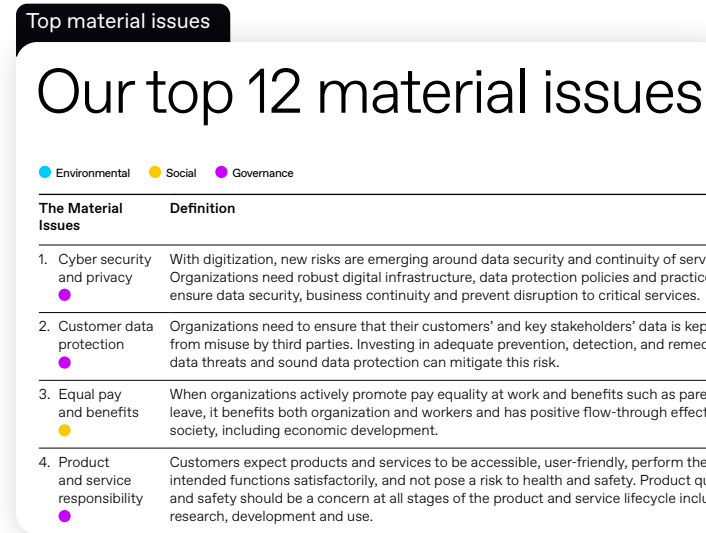 Top material issues
Our top 12 material issues
Environmental Social Governance
The Material Issues Definition
1. Cyber security and privacy
With digitization, new risks are emerging around data security and continuity of serv
Organizations need robust digital infrastructure, data protection policies and practice
ensure data security, business continuity and prevent disruption to critical services.
2. Customer data protection
Organizations need to ensure that their customers’ and key stakeholders’ data is kep
from misuse by third parties. Investing in adequate prevention, detection, and remed
data threats and sound data protection can mitigate this risk.
3. Equal pay and benefits
When organizations actively promote pay equality at work and benefits such as pare
leave, it benefits both organization and workers and has positive flow-through effect
society, including economic development.
4. Product and service responsibility
Customers expect products and services to be accessible, user-friendly, perform the
intended functions satisfactorily, and not pose a risk to health and safety. Product qu
and safety should be a concern at all stages of the product and service lifecycle inclu
research, development and use.